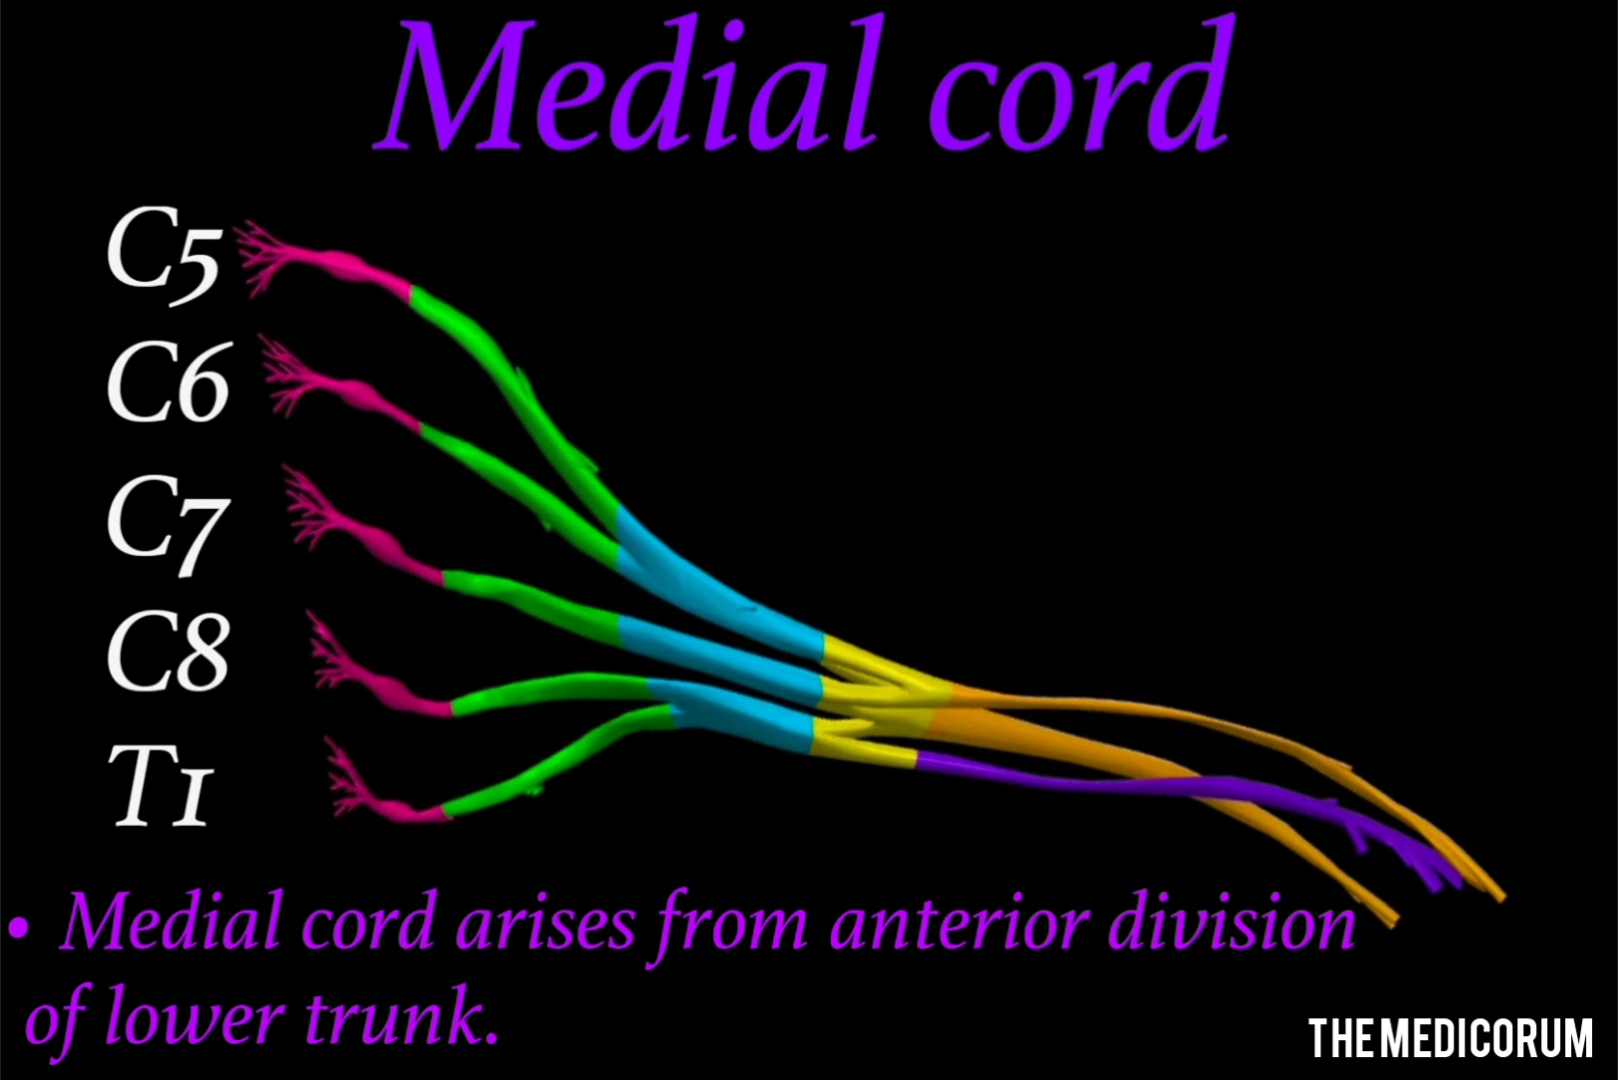 Medial cord
C5
C6
C7
C8
T1
• Medial cord arises from anterior division
of lower trunk.
THE MEDICORUM